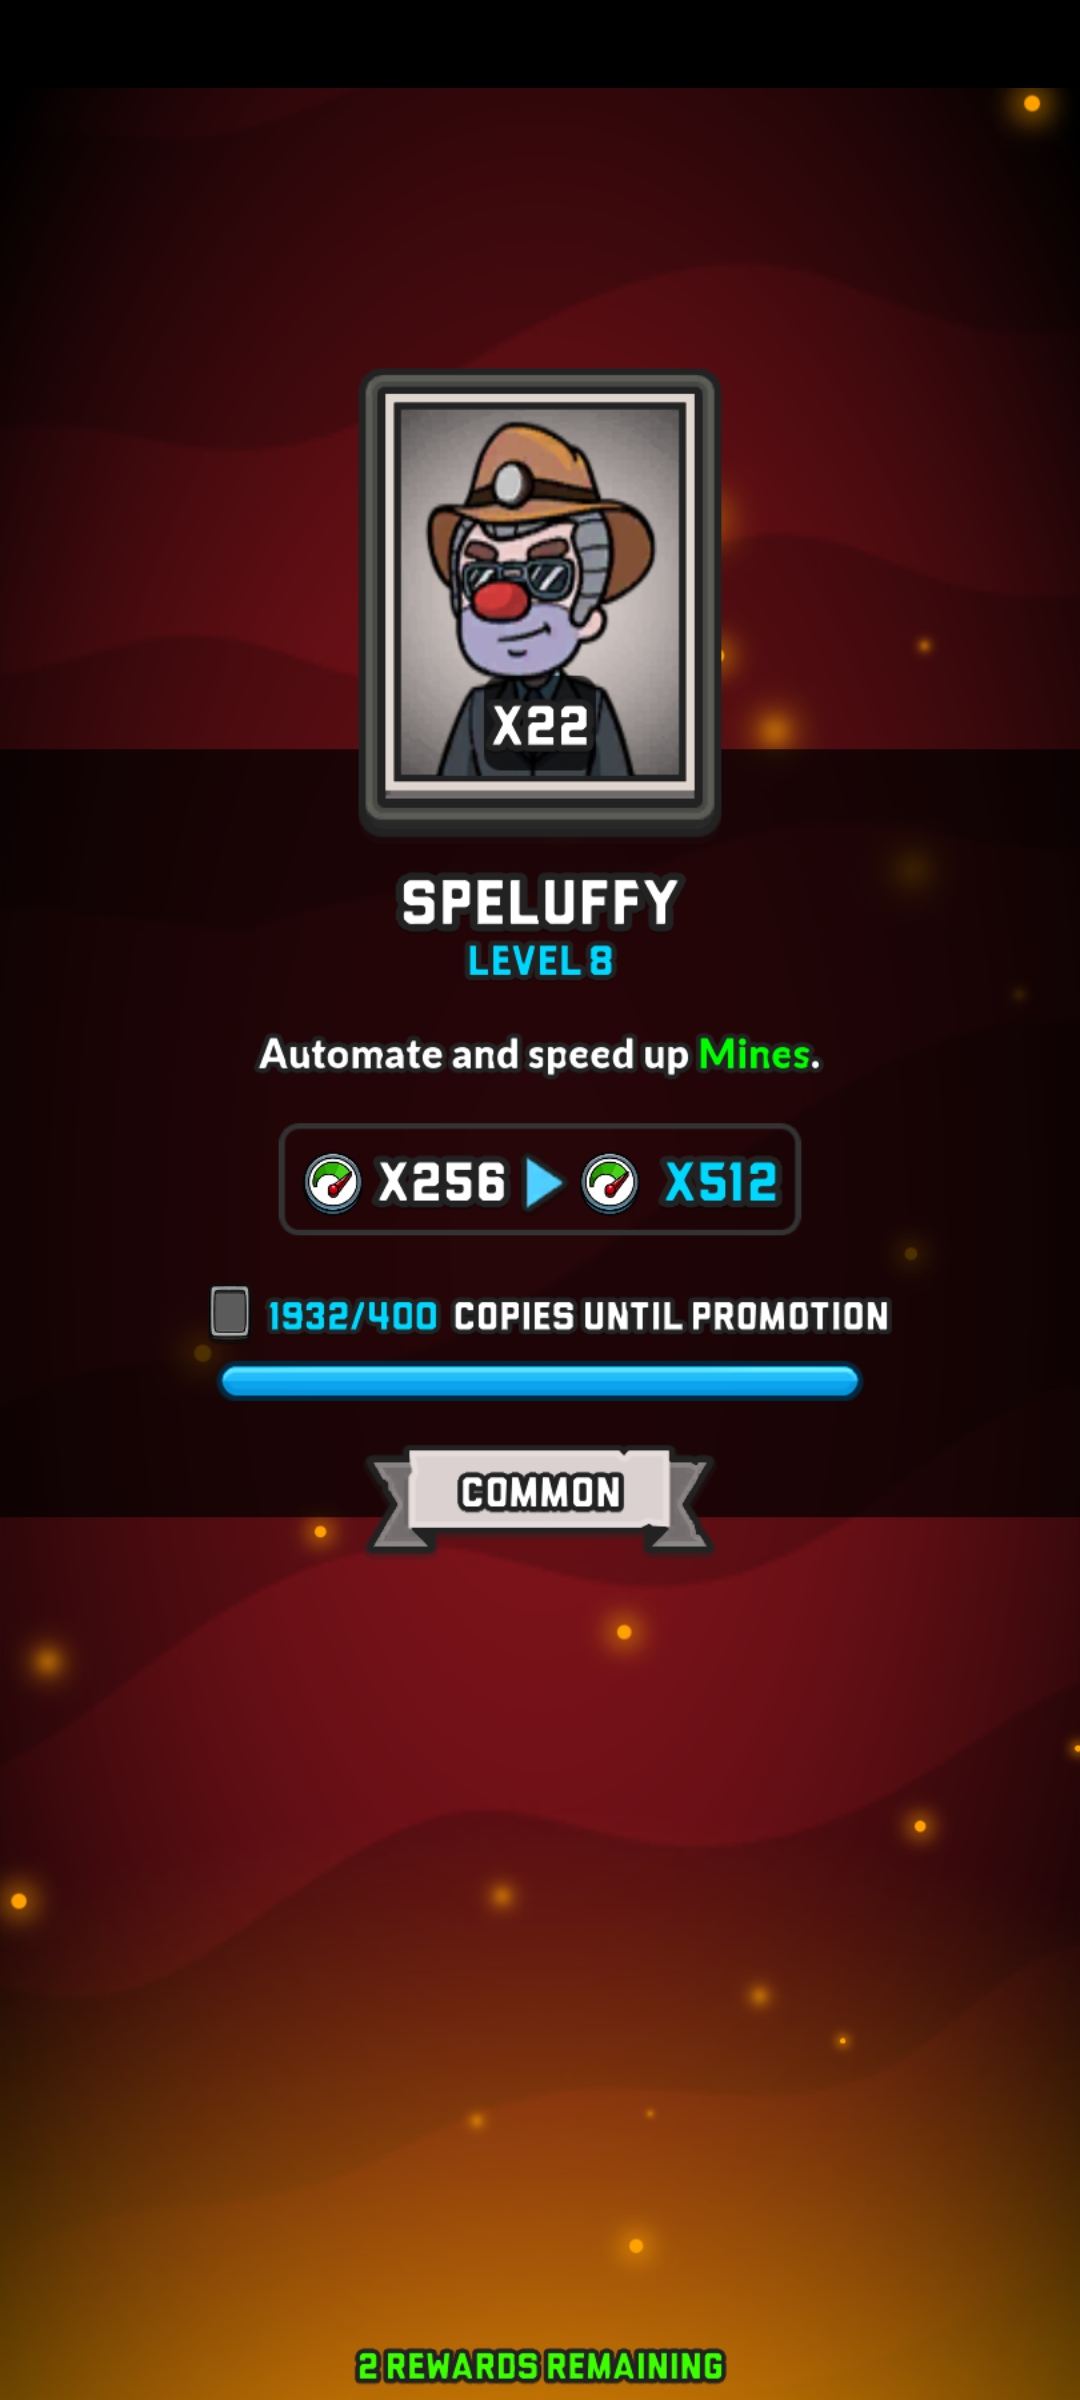 X22
SPELUFFY
LEVEL 8
Automate and speed up Mines.
X256 X512
1932/400 COPIES UNTIL PROMOTION
COMMON
2 REWARDS REMAINING